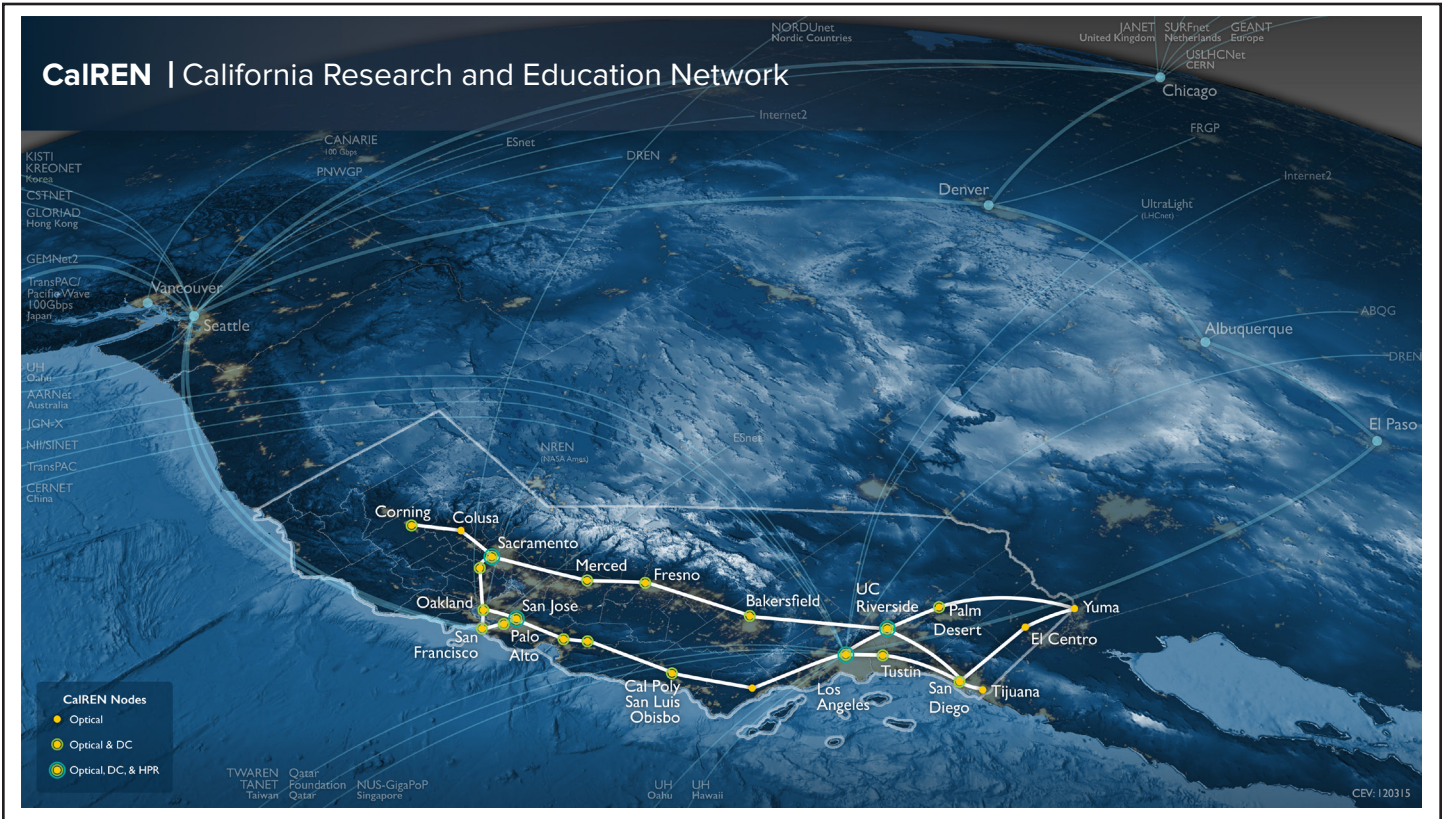 CalREN | California Research and Education Network
NORDUnet
Nordic Countries
JANET
United Kingdom
SURFnet
Netherlands
GEANT
Europe
USLHCNet
CERN
Chicago
Internet2
FRGP
CANARIE
100 Gbps
PNWGP
ESnet
DREN
KISTI
KREONET
Korea
CSTNET
GLORIAD
Hong Kong
GEMNet2
TransPAC/
Pacific Wave
100Gbps
Japan
Vancouver
Seattle
Denver
Internet2
UltraLight
(LHCnet)
Albuquerque
ABQG
DREN
El Paso
UH
Oahu
AARNet
Australia
JGN-X
NII/SINET
TransPAC
CERNET
China
NREN
(NASA Ames)
ESnet
Corning
Colusa
Sacramento
Merced
Fresno
Bakersfield
UC
Riverside
Palm
Desert
Yuma
El Centro
Oakland
San Jose
San
Francisco
Palo
Alto
Cal Poly
San Luis
Obisbo
Los
Angeles
Tustin
San
Diego
Tijuana
CalREN Nodes
Optical
Optical & DC
Optical, DC, & HPR
TWAREN
TANET
Taiwan
Qatar
Foundation
Qatar
NUS-GigaPoP
Singapore
UH
Oahu
UH
Hawaii
CEV: 120315